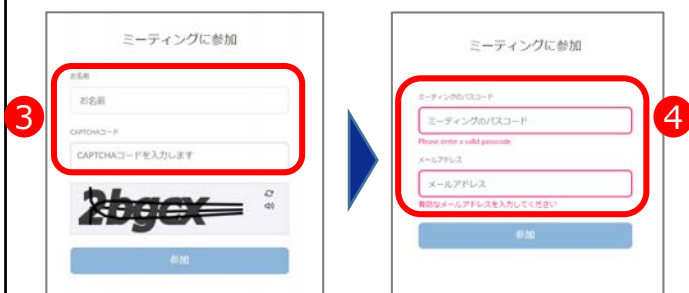 ミーティングに参加
3
お名前
お名前
CAPTCHAコード
CAPTCHAコードを入力します
2bgcx
参加
ミーティングに参加
4
ミーティングのパスコード
ミーティングのパスコード
Please enter a valid passcode
メールアドレス
メールアドレス
有効なメールアドレスを入力してください
参加